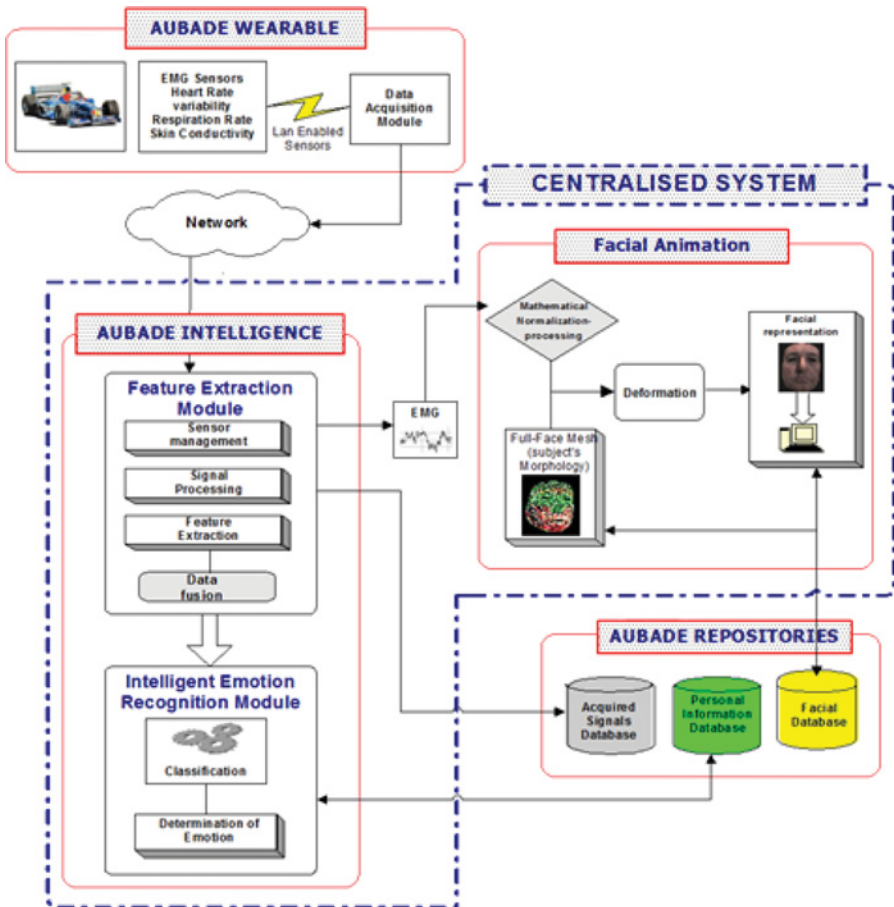 AUBADE WEARABLE
EMG Sensors
Heart Rate
variability
Respiration Rate
Skin Conductivity
Lan Enabled
Sensors
Data
Acquisition
Module
Network
CENTRALISED SYSTEM
Facial Animation
Mathematical
Normalization-
processing
Facial
representation
Deformation
Full-Face Mesh
(subject's
Morphology)
EMG
AUBADE INTELLIGENCE
Feature Extraction
Module
Sensor
management
Signal
Processing
Feature
Extraction
Data
fusion
Intelligent Emotion
Recognition Module
Classification
Determination of
Emotion
AUBADE REPOSITORIES
Acquired
Signals
Database
Personal
Information
Database
Facial
Database